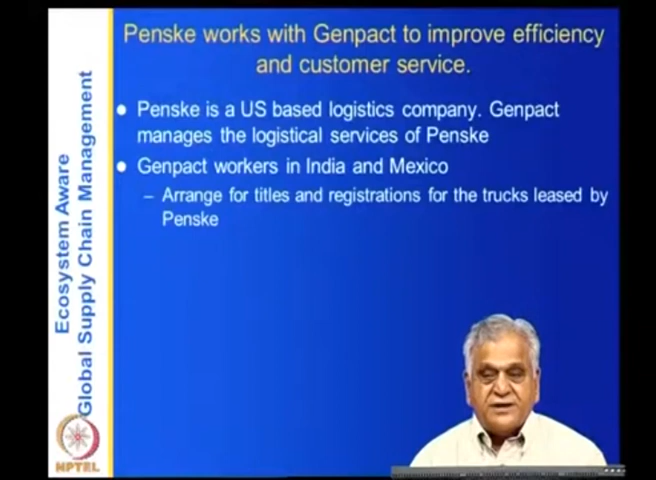 Penske works with Genpact to improve efficiency
and customer service.
Penske is a US based logistics company. Genpact
manages the logistical services of Penske
Genpact workers in India and Mexico
– Arrange for titles and registrations for the trucks leased by
Penske
Ecosystem Aware
Global Supply Chain Management
NPTEL